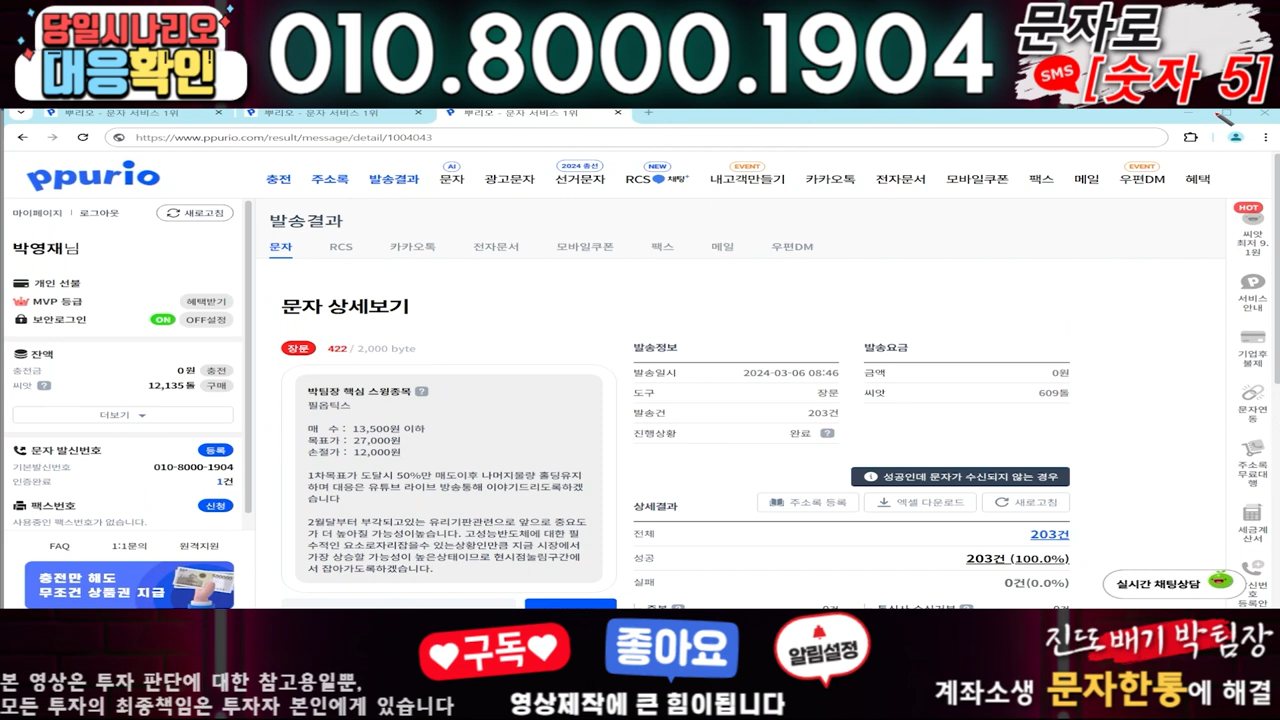 당일시나리오
대응확인
010.8000.1904
문자로
SMS
[숫자 5]
뿌리오 - 문자 서비스 1위
뿌리오 - 문자 서비스 1위
뿌리오 - 문자 서비스 1위
https://www.ppurio.com/result/message/detail/1004043
ppurio
충전
주소록
발송결과
AI
문자
광고문자
2024 총선
선거문자
NEW
RCS 채팅+
EVENT
내고객만들기
카카오톡
전자문서
모바일쿠폰
팩스
메일
EVENT
우편DM
혜택
마이페이지 | 로그아웃
새로고침
박영재님
개인 선불
MVP 등급
혜택받기
보안로그인
ON
OFF설정
잔액
충전금
0 원
충전
씨앗 ?
12,135 톨
구매
더보기
문자 발신번호
등록
기본발신번호
010-8000-1904
인증완료
1건
팩스번호
신청
사용중인 팩스번호가 없습니다.
FAQ
1:1문의
원격지원
충전만 해도
무조건 상품권 지급
발송결과
문자
RCS
카카오톡
전자문서
모바일쿠폰
팩스
메일
우편DM
문자 상세보기
장문
422 / 2,000 byte
박팀장 핵심 스윙종목 ?
필옵틱스
매 수 : 13,500원 이하
목표가 : 27,000원
손절가 : 12,000원
1차목표가 도달시 50%만 매도이후 나머지물량 홀딩유지
하며 대응은 유튜브 라이브 방송통해 이야기드리도록하겠
습니다
2월달부터 부각되고있는 유리기판관련으로 앞으로 중요도
가 더 높아질 가능성이높습니다. 고성능반도체에 대한 필
수적인 요소로자리잡을수 있는상황인만큼 지금 시장에서
가장 상승할 가능성이 높은상태이므로 현시점눌림구간에
서 잡아가도록하겠습니다.
발송정보
발송일시
2024-03-06 08:46
도구
장문
발송건
203건
진행상황
완료 ?
발송요금
금액
0원
씨앗
609톨
성공인데 문자가 수신되지 않는 경우
상세결과
주소록 등록
엑셀 다운로드
새로고침
전체
203건
성공
203건 (100.0%)
실패
0건(0.0%)
HOT
씨앗
최저 9.
1원
서비스
안내
기업후
불제
문자연
동
주소록
무료대
행
세금계
산서
실시간 채팅상담
발신번호
등록안
본 영상은 투자 판단에 대한 참고용일뿐,
모든 투자의 최종책임은 투자자 본인에게 있습니다
구독
좋아요
알림설정
영상제작에 큰 힘이됩니다
진또배기 박팀장
계좌소생 문자한통에 해결